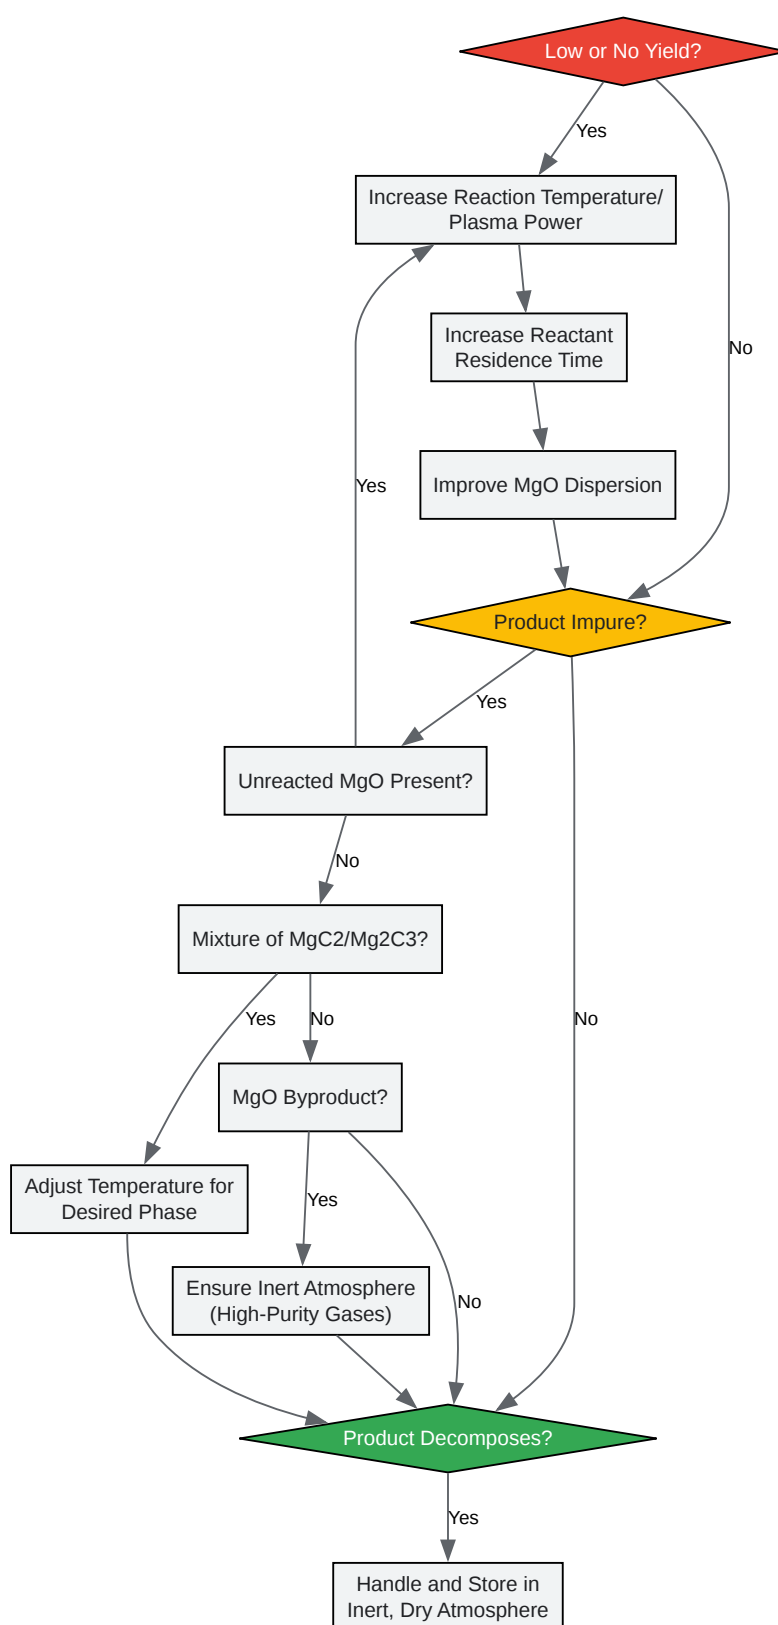 Low or No Yield?
Yes
Increase Reaction Temperature/
Plasma Power
Increase Reactant
Residence Time
No
Yes
Improve MgO Dispersion
Product Impure?
Yes
Unreacted MgO Present?
No
Mixture of MgC2/Mg2C3?
Yes
No
No
MgO Byproduct?
Adjust Temperature for
Desired Phase
Yes
Ensure Inert Atmosphere
(High-Purity Gases)
No
Product Decomposes?
Yes
Handle and Store in
Inert, Dry Atmosphere